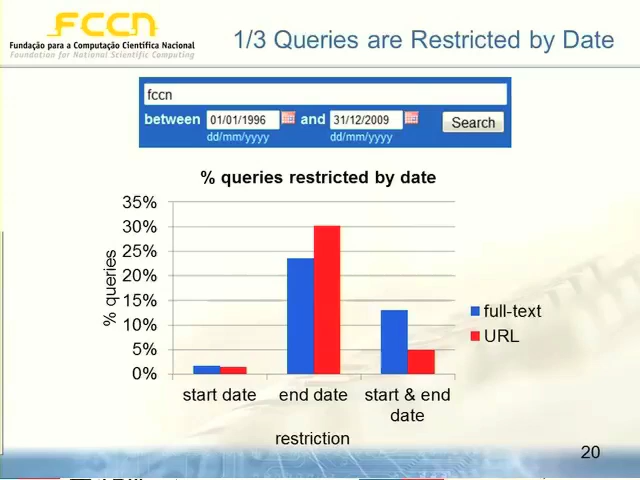 FCCN
Fundação para a Computação Científica Nacional
Foundation for National Scientific Computing
1/3 Queries are Restricted by Date
fccn
between 01/01/1996 and 31/12/2009 Search
dd/mm/yyyy dd/mm/yyyy
% queries restricted by date
35%
30%
25%
20%
15%
10%
5%
0%
% queries
start date end date start & end date
restriction
full-text
URL
20